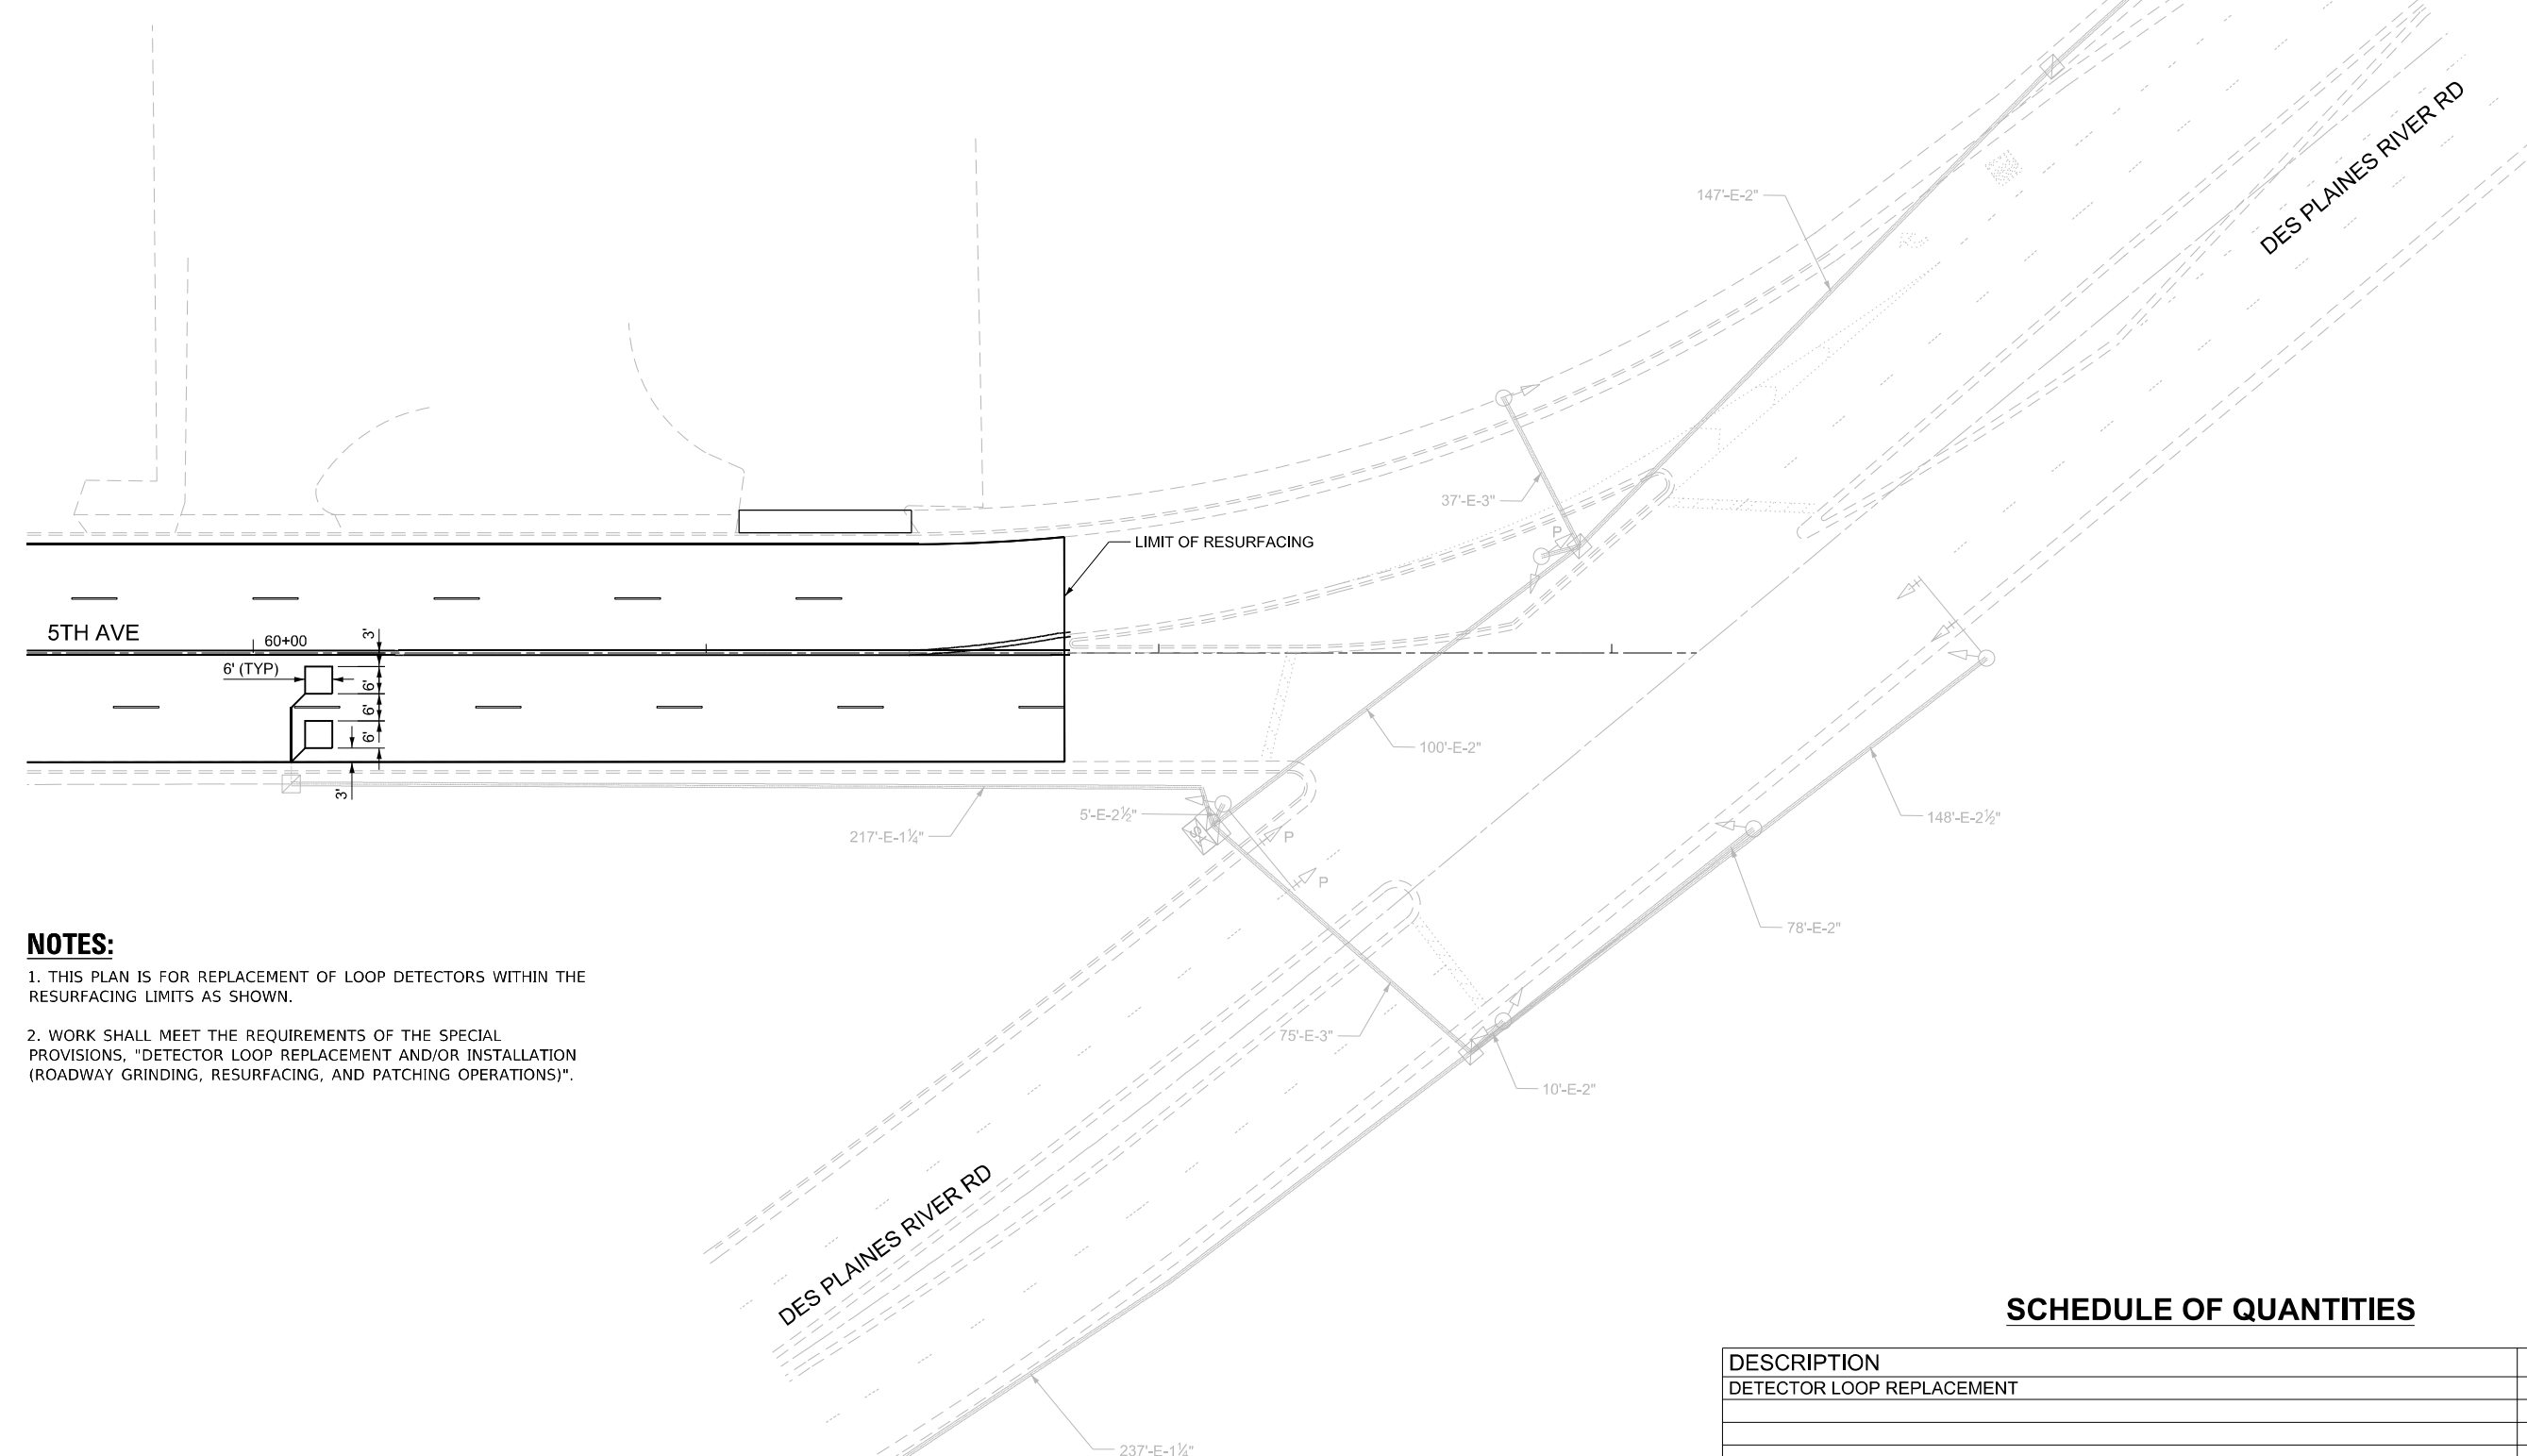 DES PLAINES RIVER RD
147'-E-2"
37'-E-3"
P
LIMIT OF RESURFACING
5TH AVE
60+00
3'
6' (TYP)
6'
6'
6'
3'
100'-E-2"
5'-E-2½"
217'-E-1¼"
P
P
148'-E-2½"
78'-E-2"
75'-E-3"
10'-E-2"
NOTES:
1. THIS PLAN IS FOR REPLACEMENT OF LOOP DETECTORS WITHIN THE
RESURFACING LIMITS AS SHOWN.
2. WORK SHALL MEET THE REQUIREMENTS OF THE SPECIAL
PROVISIONS, "DETECTOR LOOP REPLACEMENT AND/OR INSTALLATION
(ROADWAY GRINDING, RESURFACING, AND PATCHING OPERATIONS)".
DES PLAINES RIVER RD
237'-E-1¼"
SCHEDULE OF QUANTITIES
DESCRIPTION
DETECTOR LOOP REPLACEMENT